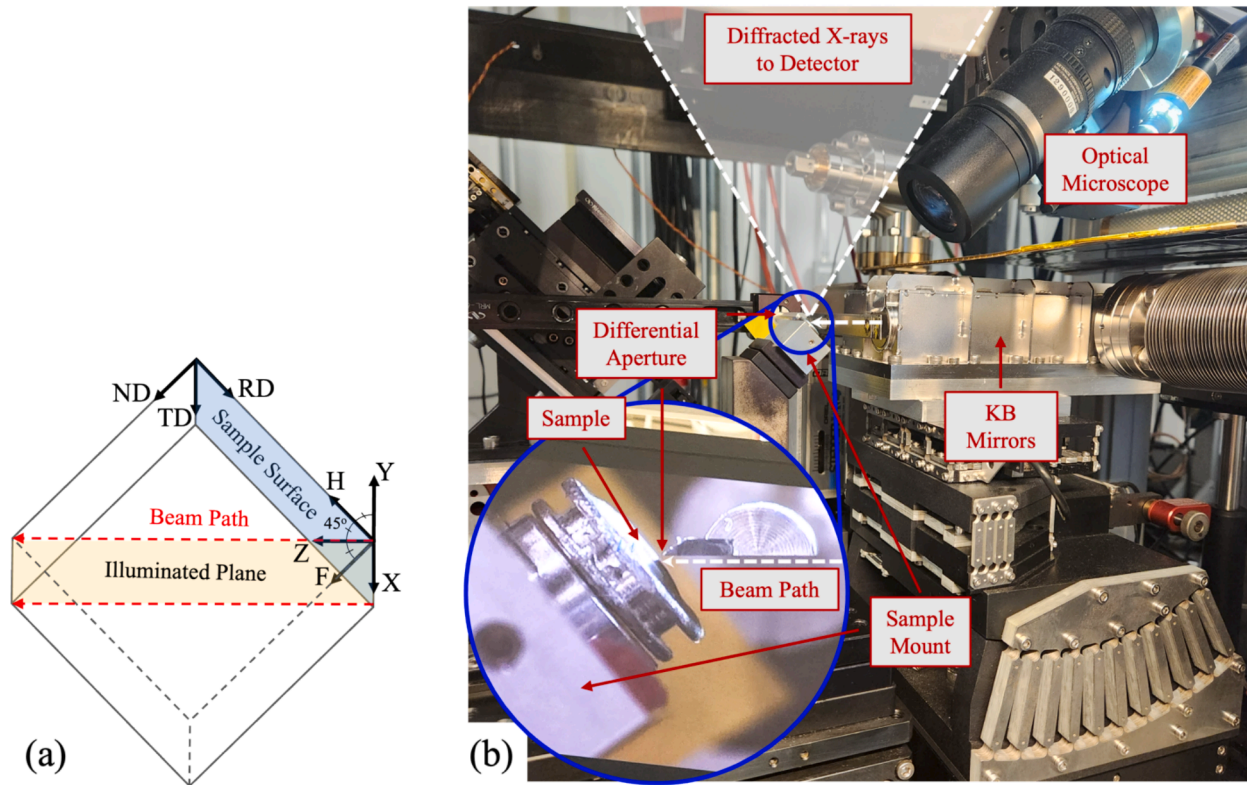 ND
RD
TD
Sample Surface
H
Y
45°
Beam Path
Z
Illuminated Plane
F
X
(a)
Diffracted X-rays
to Detector
Optical
Microscope
Differential
Aperture
Sample
KB
Mirrors
Beam Path
Sample
Mount
(b)